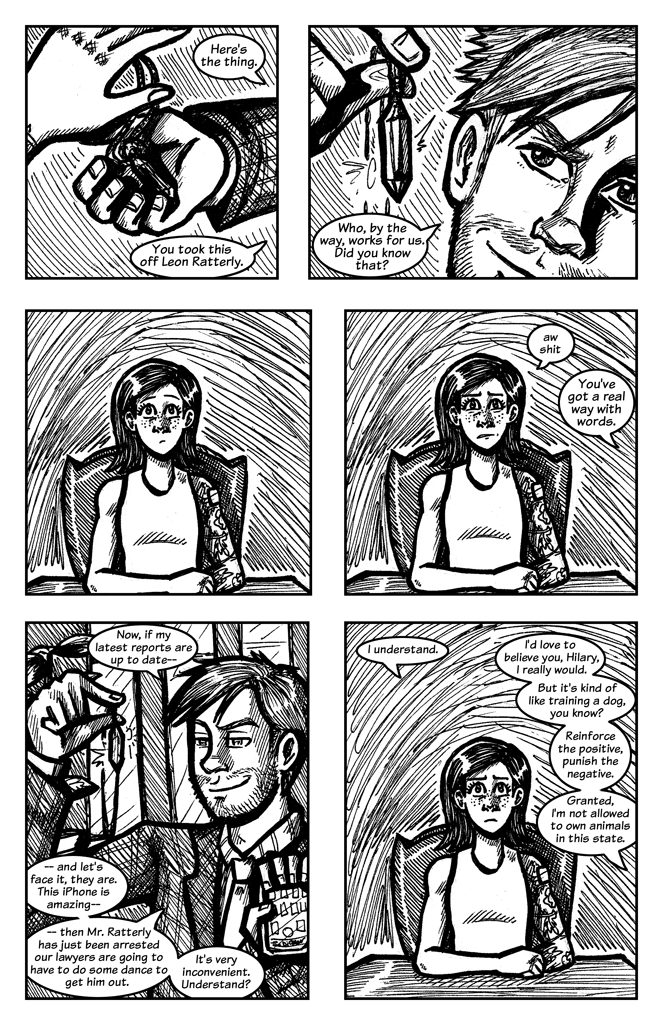 Here's
the thing.
You took this
off Leon Ratterly.
Who, by the
way, works for us.
Did you know
that?
aw
shit
You've
got a real
way with
words.
Now, if my
latest reports are
up to date--
-- and let's
face it, they are.
This iPhone is
amazing--
-- then Mr. Ratterly
has just been arrested
our lawyers are going to
have to do some dance to
get him out.
It's very
inconvenient.
Understand?
I understand.
I'd love to
believe you, Hilary,
I really would.
But it's kind of
like training a dog,
you know?
Reinforce
the positive,
punish the
negative.
Granted,
I'm not allowed
to own animals
in this state.